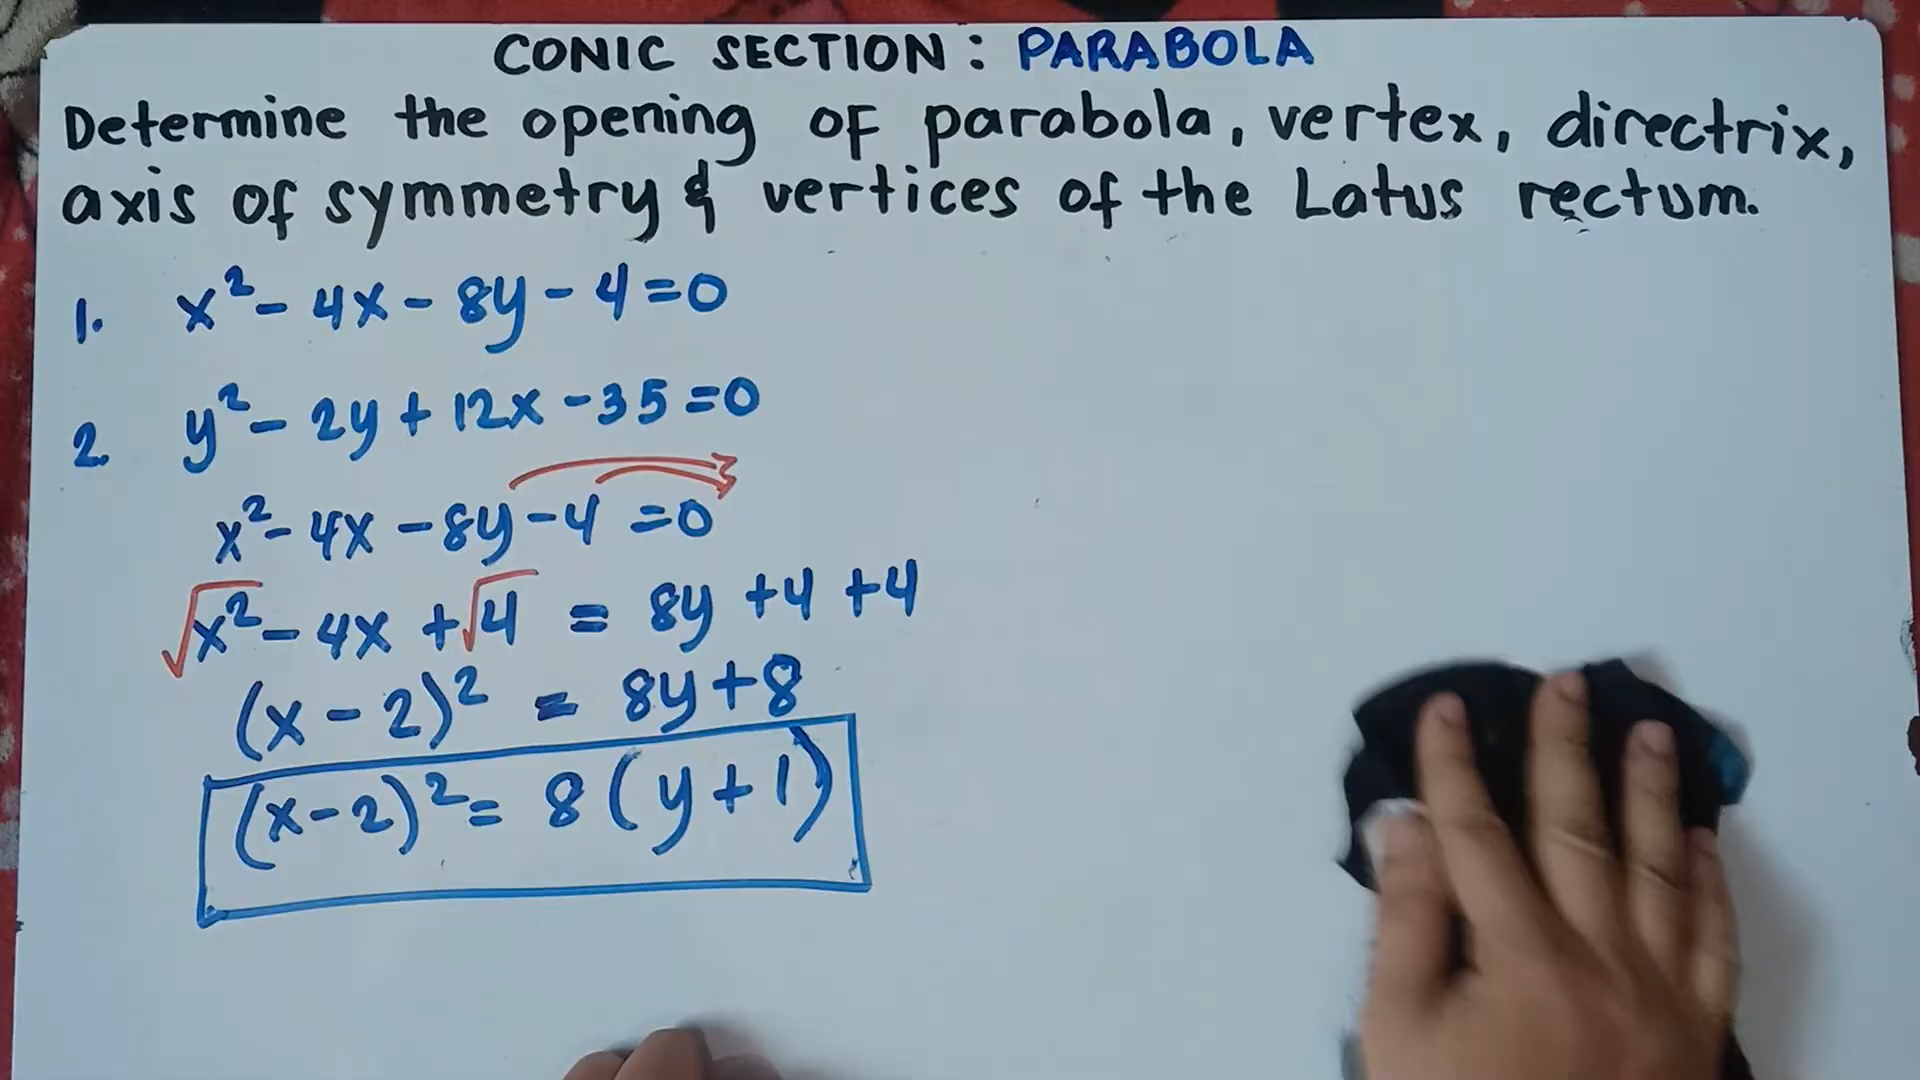 CONIC SECTION: PARABOLA
Determine the opening of parabola, vertex, directrix,
axis of symmetry & vertices of the Latus rectum.
1. x² - 4x - 8y - 4 = 0
2. y² - 2y + 12x - 35 = 0
x² - 4x - 8y - 4 = 0
√x² - 4x + √4 = 8y + 4 + 4
(x - 2)² = 8y + 8
(x - 2)² = 8(y + 1)